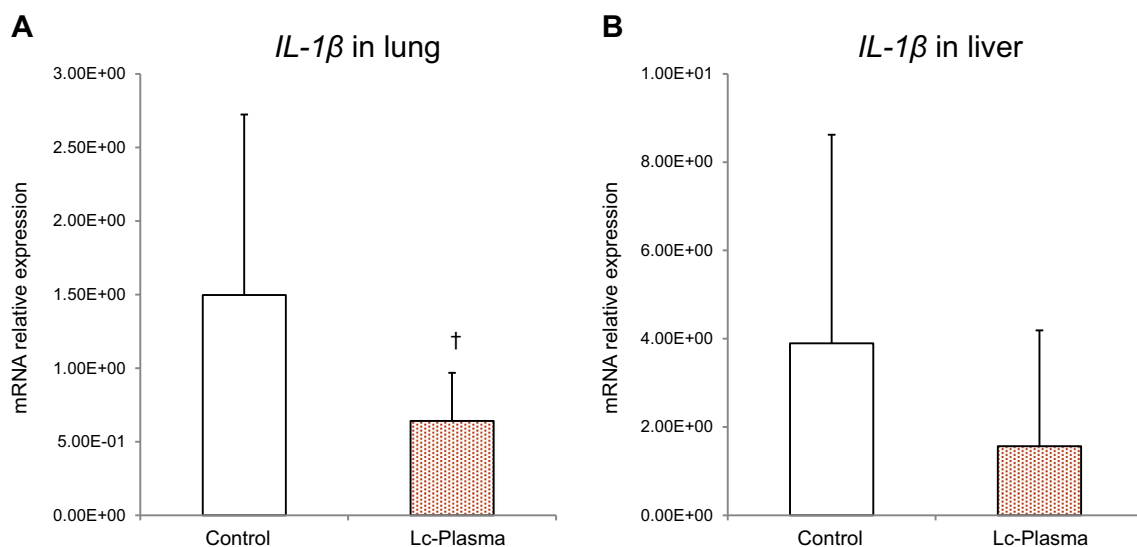 A
IL-1β in lung
mRNA relative expression
3.00E+00
2.50E+00
2.00E+00
1.50E+00
1.00E+00
5.00E-01
0.00E+00
†
Control
Lc-Plasma
B
IL-1β in liver
mRNA relative expression
1.00E+01
8.00E+00
6.00E+00
4.00E+00
2.00E+00
0.00E+00
Control
Lc-Plasma